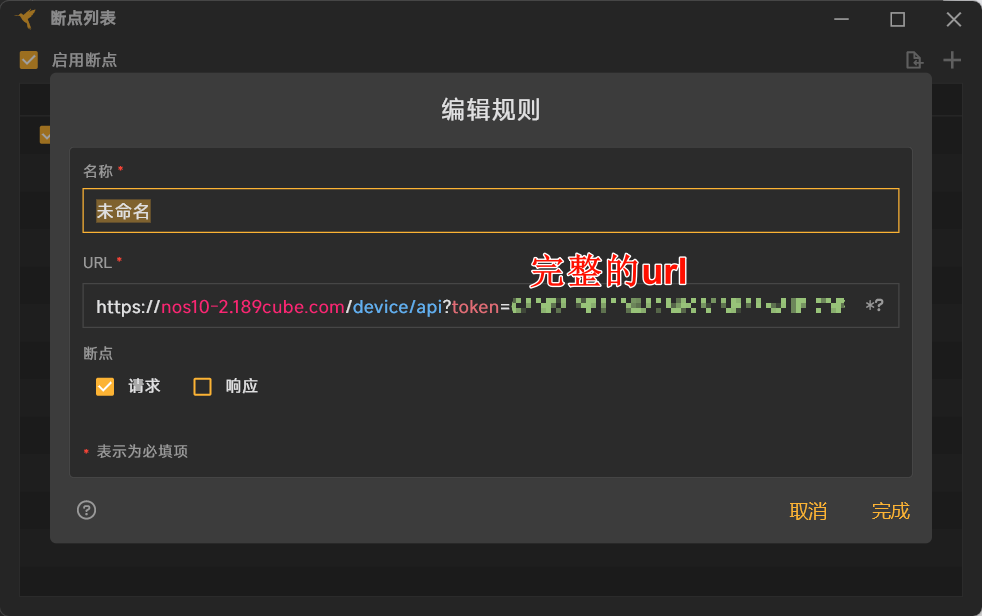 断点列表
启用断点
编辑规则
名称 *
未命名
URL *
完整的url
https://nos10-2.189cube.com/device/api?token=
*?
断点
请求 响应
* 表示为必填项
?
取消 完成